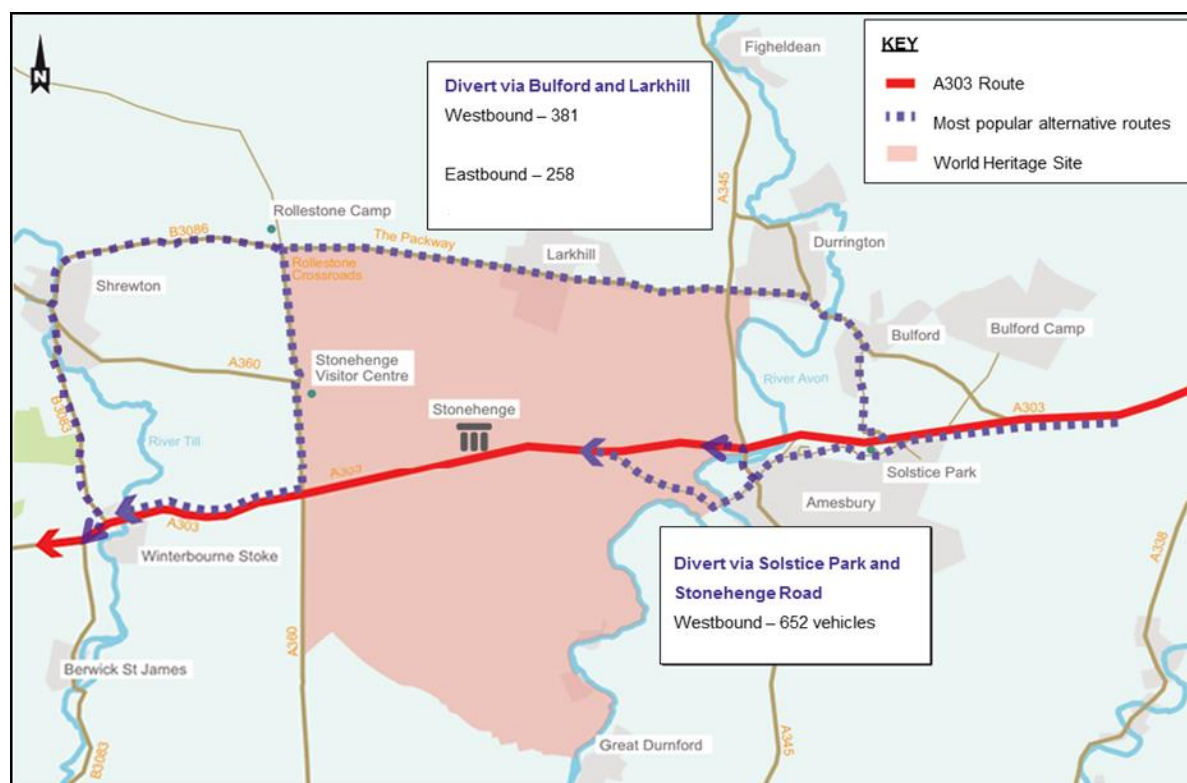 Figheldean
KEY
A303 Route
Most popular alternative routes
World Heritage Site
N
Divert via Bulford and Larkhill
Westbound – 381
Eastbound – 258
A345
Rollestone Camp
B3086
The Packway
Rollestone
Crossroads
Larkhill
Durrington
Shrewton
Bulford
Bulford Camp
A360
Stonehenge
Visitor Centre
River Avon
Stonehenge
A303
B3083
River Till
A303
Solstice Park
Amesbury
A303
Winterbourne Stoke
Divert via Solstice Park and
Stonehenge Road
Westbound – 652 vehicles
A338
A360
Berwick St James
Great Durnford
A345
B3083